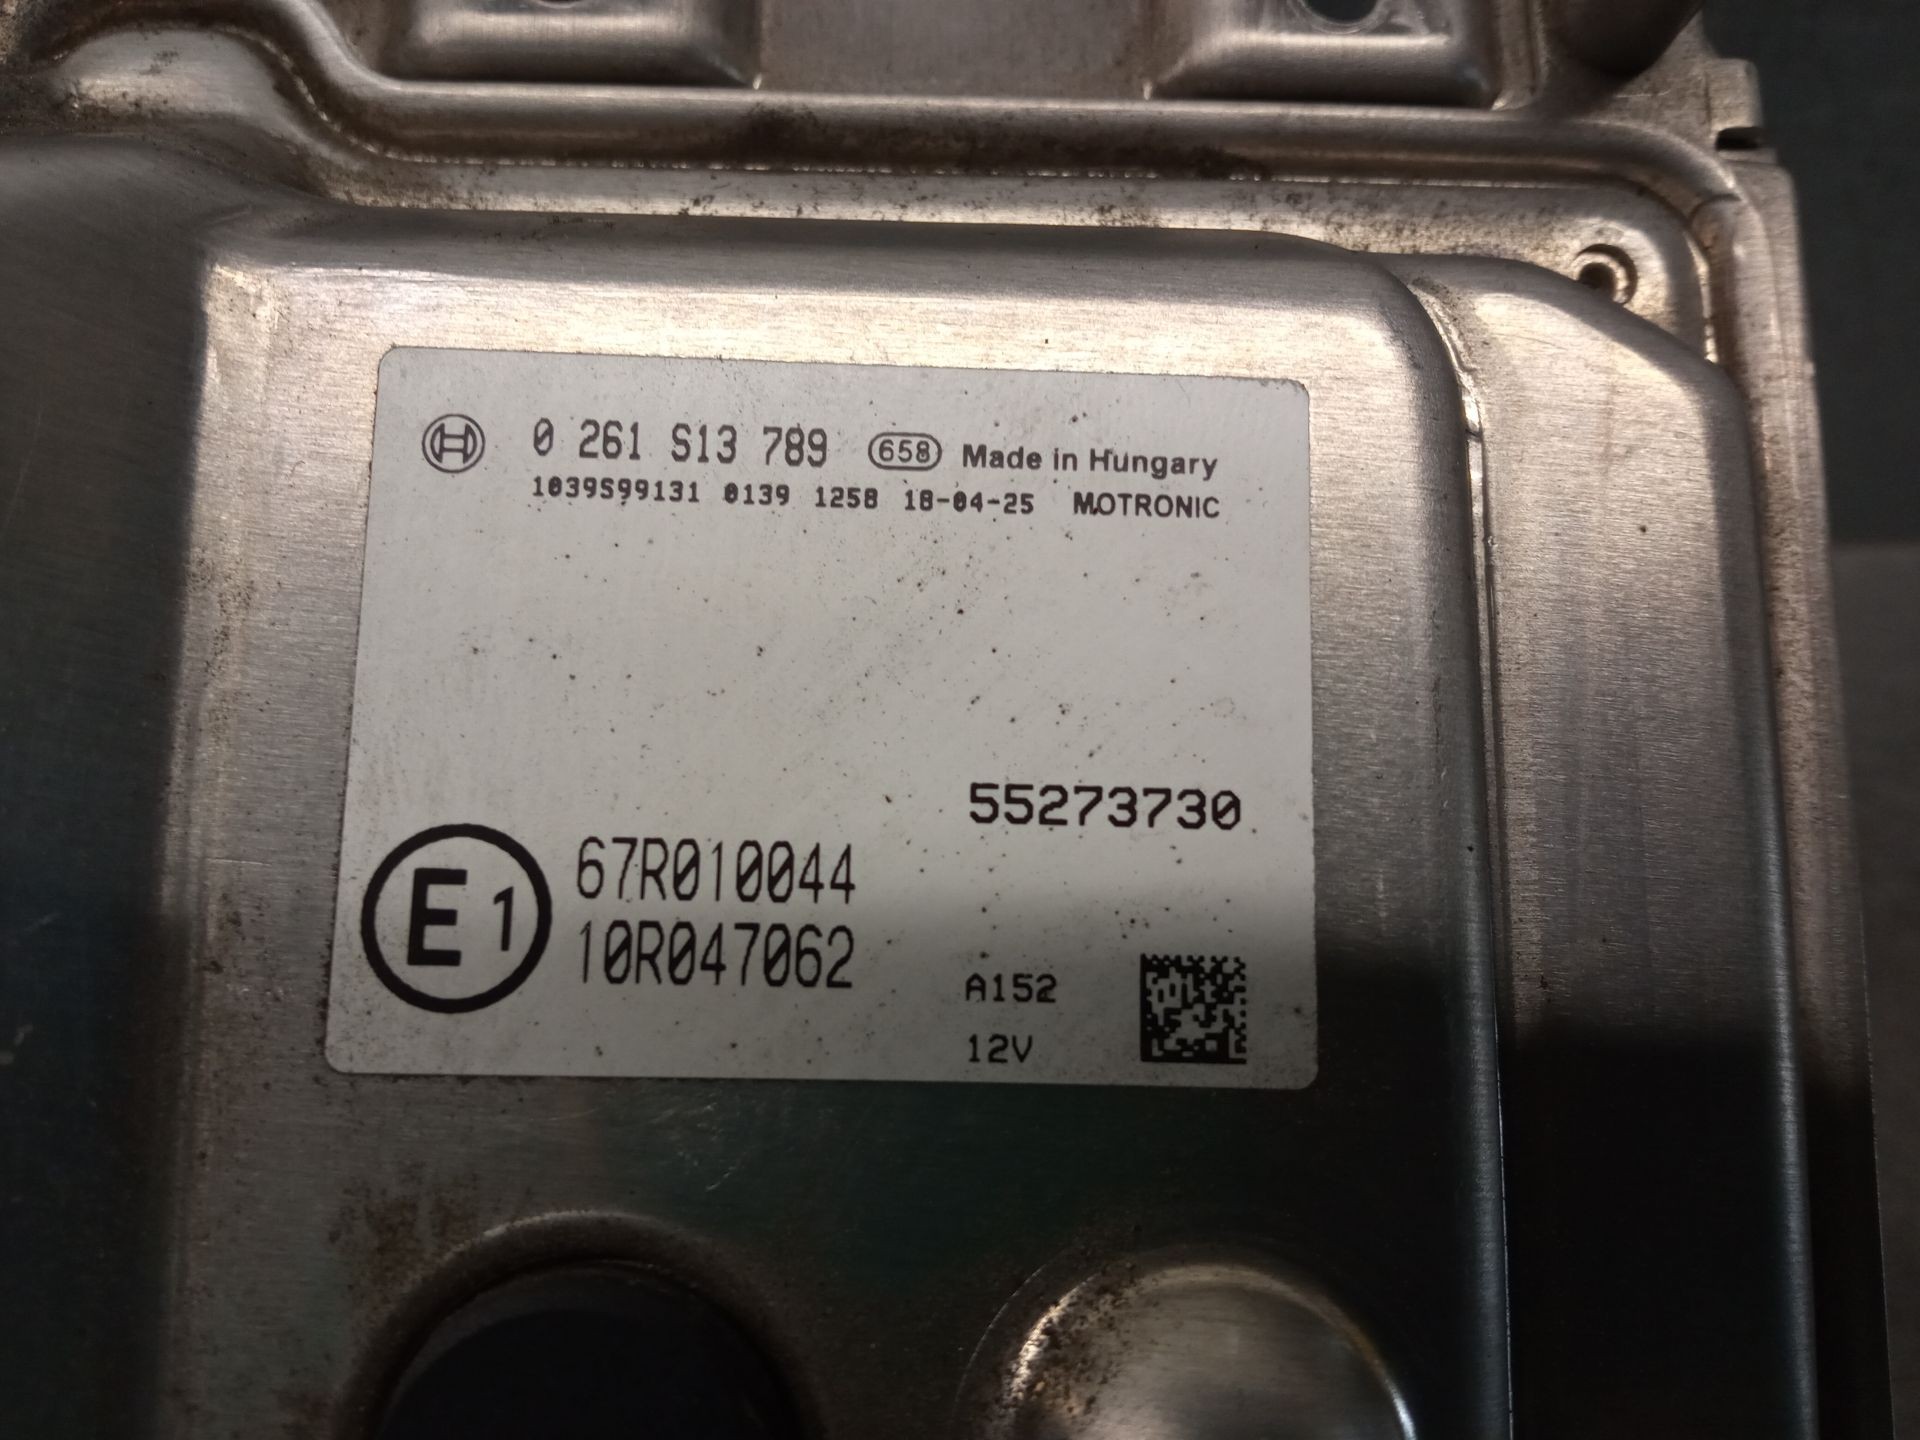 0 261 S13 789 658 Made in Hungary
1039S99131 0139 1258 18-04-25 MOTRONIC
55273730
E1 67R010044
10R047062
A152
12V